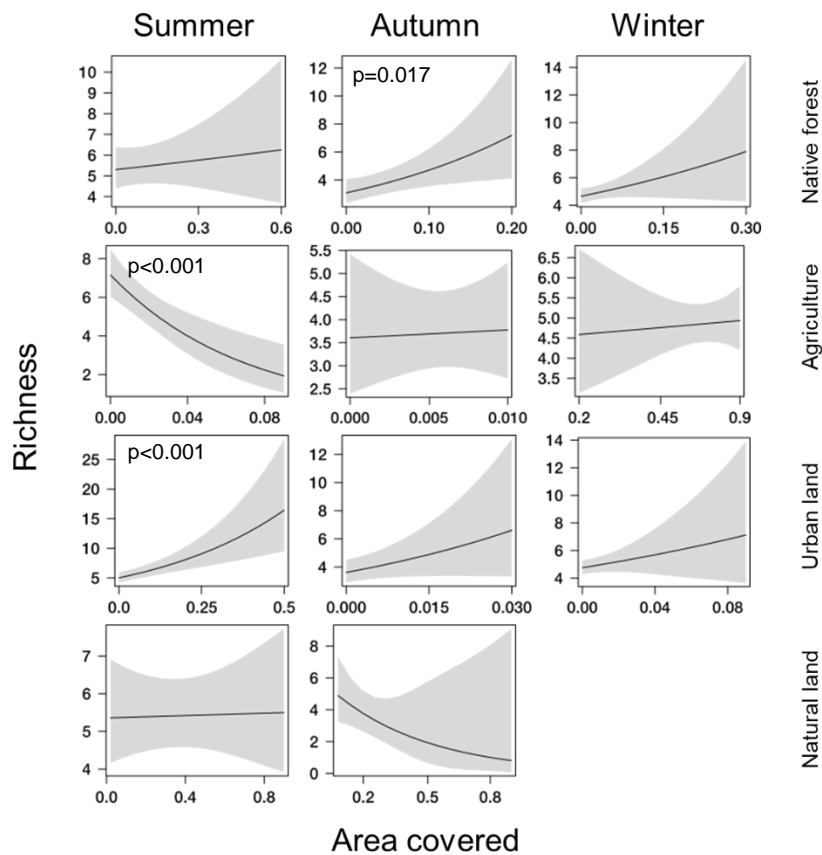 Summer Autumn Winter
10
9
8
7
6
5
4
0.0 0.3 0.6
p=0.017
12
10
8
6
4
0.00 0.10 0.20
14
12
10
8
6
4
0.00 0.15 0.30
Native forest
p<0.001
8
6
4
2
0.00 0.04 0.08
5.5
5.0
4.5
4.0
3.5
3.0
2.5
0.000 0.005 0.010
6.5
6.0
5.5
5.0
4.5
4.0
3.5
0.2 0.45 0.9
Agriculture
Richness
p<0.001
25
20
15
10
5
0.0 0.25 0.5
12
10
8
6
4
0.000 0.015 0.030
14
12
10
8
6
4
0.00 0.04 0.08
Urban land
7
6
5
4
0.0 0.4 0.8
8
6
4
2
0
0.2 0.5 0.8
Natural land
Area covered